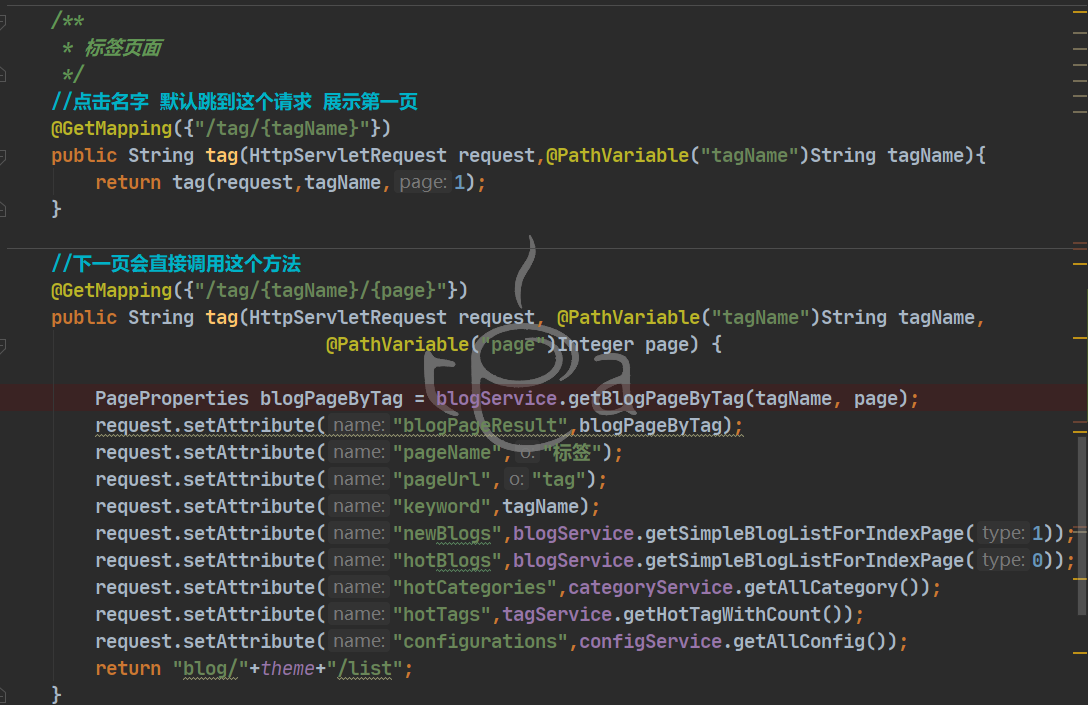 /**
 * 标签页面
 */
//点击名字 默认跳到这个请求 展示第一页
@GetMapping({"/tag/{tagName}"})
public String tag(HttpServletRequest request,@PathVariable("tagName")String tagName){
    return tag(request,tagName, page: 1);
}
//下一页会直接调用这个方法
@GetMapping({"/tag/{tagName}/{page}"})
public String tag(HttpServletRequest request, @PathVariable("tagName")String tagName,
                         @PathVariable("page")Integer page) {
    PageProperties blogPageByTag = blogService.getBlogPageByTag(tagName, page);
    request.setAttribute( name: "blogPageResult",blogPageByTag);
    request.setAttribute( name: "pageName", o: "标签");
    request.setAttribute( name: "pageUrl", o: "tag");
    request.setAttribute( name: "keyword",tagName);
    request.setAttribute( name: "newBlogs",blogService.getSimpleBlogListForIndexPage( type: 1));
    request.setAttribute( name: "hotBlogs",blogService.getSimpleBlogListForIndexPage( type: 0));
    request.setAttribute( name: "hotCategories",categoryService.getAllCategory());
    request.setAttribute( name: "hotTags",tagService.getHotTagWithCount());
    request.setAttribute( name: "configurations",configService.getAllConfig());
    return "blog/"+theme+"/list";
}